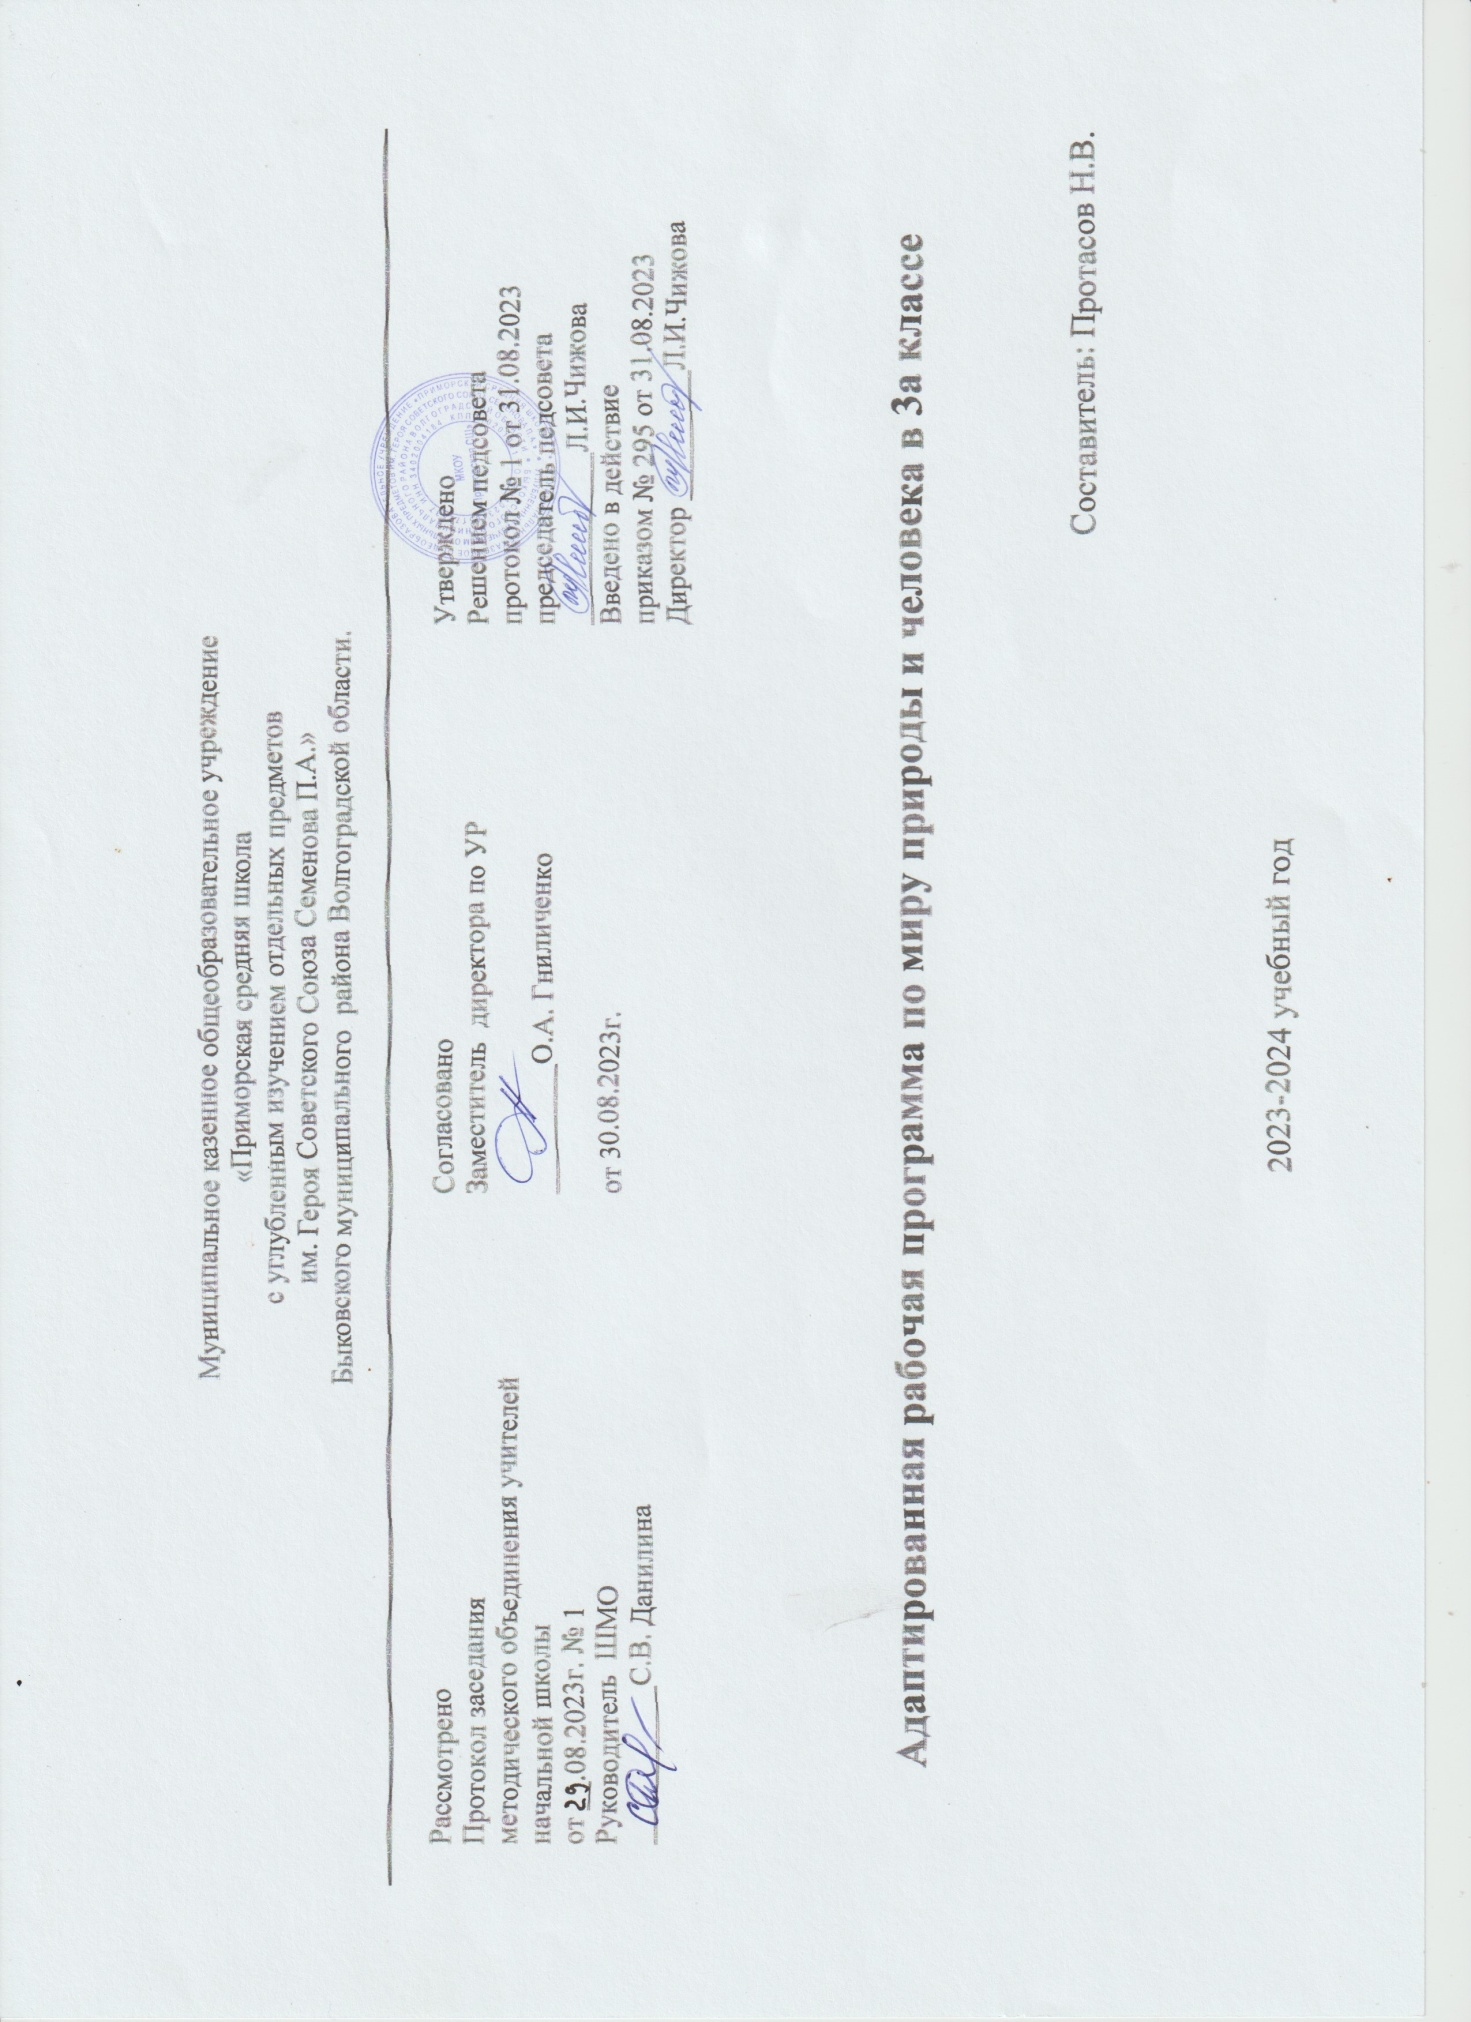 Муниципальное казенное общеобразовательное учреждение
«Приморская средняя школа
с углубленным изучением отдельных предметов
им. Героя Советского Союза Семенова П.А.»
Быковского муниципального района Волгоградской области.
Рассмотрено
Протокол заседания
методического объединения учителей
начальной школы
от 29.08.2023г. № 1
Руководитель ШМО
С.В. Данилина
Согласовано
Заместитель директора по УР
О.А. Гниличенко
от 30.08.2023г.
Утверждено
Решением педсовета
протокол № 1 от 31.08.2023
председатель педсовета
Л.И.Чижова
Введено в действие
приказом № 295 от 31.08.2023
Директор Л.И.Чижова
МКОУ
Адаптированная рабочая программа по миру природы и человека в 3а классе
Составитель: Протасов Н.В.
2023-2024 учебный год